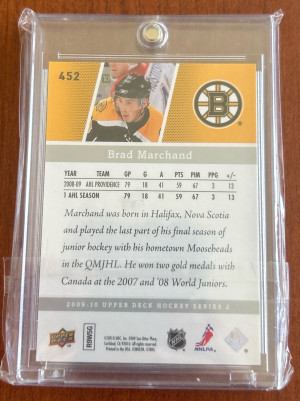 452
B
Brad Marchand
YEAR TEAM GP G A PTS PIM PPG +/-
2008-09 AHL PROVIDENCE 79 18 41 59 67 3 13
1 AHL SEASON 79 18 41 59 67 3 13
Marchand was born in Halifax, Nova Scotia
and played the last part of his final season of
junior hockey with his hometown Mooseheads
in the QMJHL. He won two gold medals with
Canada at the 2007 and '08 World Juniors.
2009-10 UPPER DECK HOCKEY SERIES 2
RBWSG
NHL
NHLPA